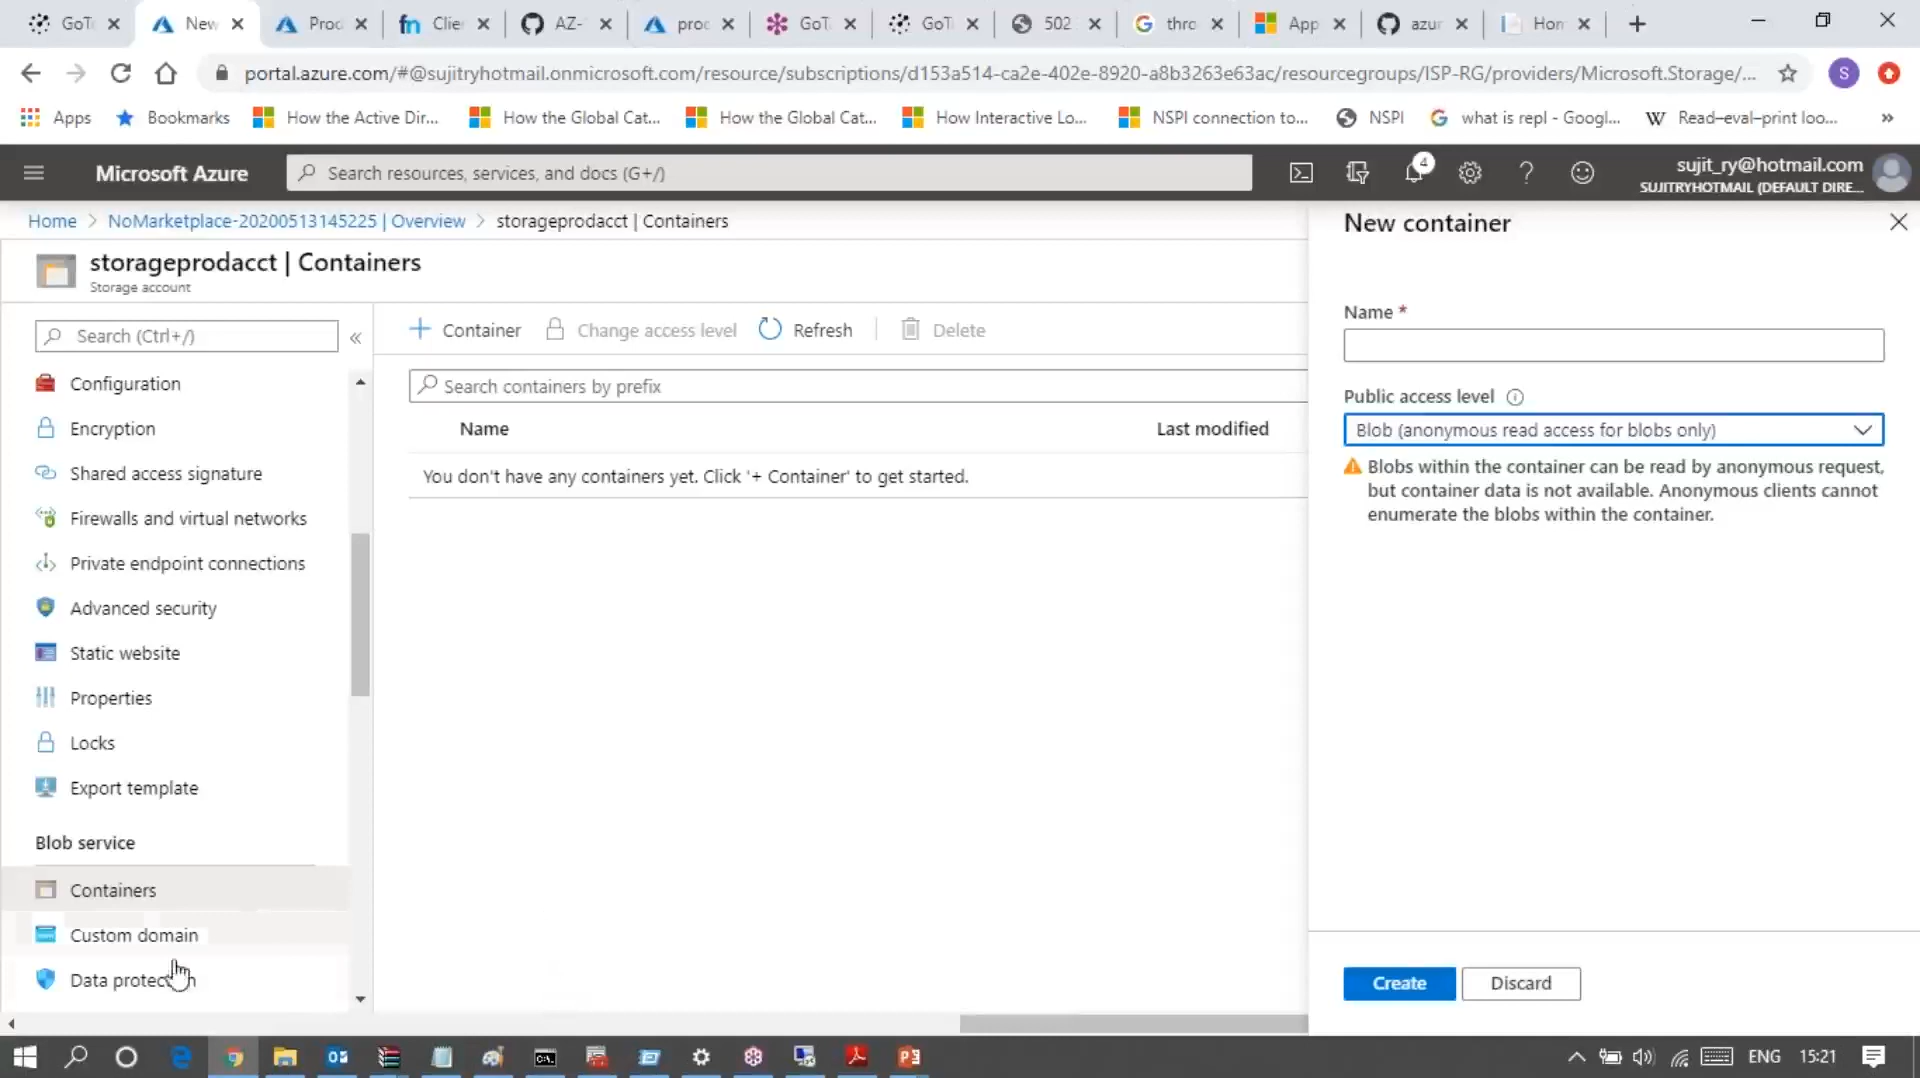 GoT
New
Prod
fn Clie
AZ-
proc
GoT
GoT
502
thro
App
azur
Hon
portal.azure.com/#@sujitryhotmail.onmicrosoft.com/resource/subscriptions/d153a514-ca2e-402e-8920-a8b3263e63ac/resourcegroups/ISP-RG/providers/Microsoft.Storage/...
S
Apps
Bookmarks
How the Active Dir...
How the Global Cat...
How the Global Cat...
How Interactive Lo...
NSPI connection to...
NSPI
what is repl - Googl...
W Read–eval–print loo...
»
Microsoft Azure
Search resources, services, and docs (G+/)
4
sujit_ry@hotmail.com
SUJITRYHOTMAIL (DEFAULT DIRE...
Home > NoMarketplace-20200513145225 | Overview > storageprodacct | Containers
storageprodacct | Containers
Storage account
Search (Ctrl+/)
«
Configuration
Encryption
Shared access signature
Firewalls and virtual networks
Private endpoint connections
Advanced security
Static website
Properties
Locks
Export template
Blob service
Containers
Custom domain
Data protection
+ Container
Change access level
Refresh
Delete
Search containers by prefix
Name
Last modified
You don't have any containers yet. Click '+ Container' to get started.
New container
Name *
Public access level
Blob (anonymous read access for blobs only)
Blobs within the container can be read by anonymous request,
but container data is not available. Anonymous clients cannot
enumerate the blobs within the container.
Create
Discard
ENG
15:21